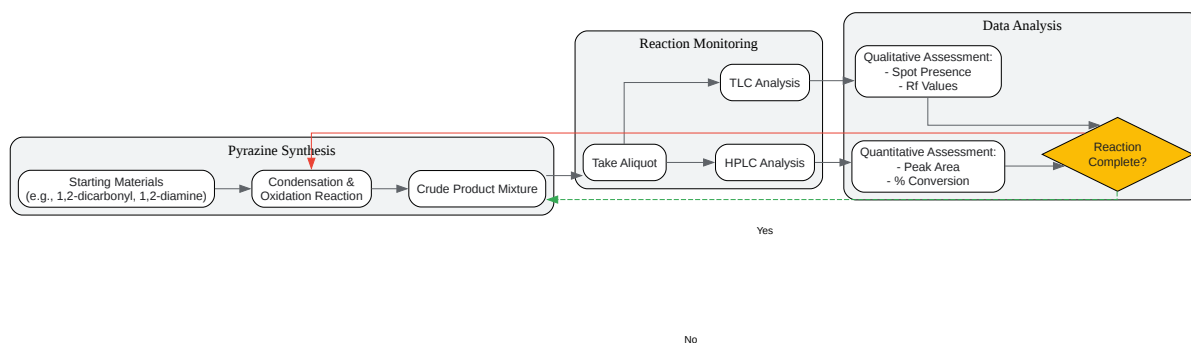 Pyrazine Synthesis
Starting Materials
(e.g., 1,2-dicarbonyl, 1,2-diamine)
Condensation &
Oxidation Reaction
Crude Product Mixture
Reaction Monitoring
Take Aliquot
TLC Analysis
HPLC Analysis
Data Analysis
Qualitative Assessment:
- Spot Presence
- Rf Values
Quantitative Assessment:
- Peak Area
- % Conversion
Reaction
Complete?
Yes
No